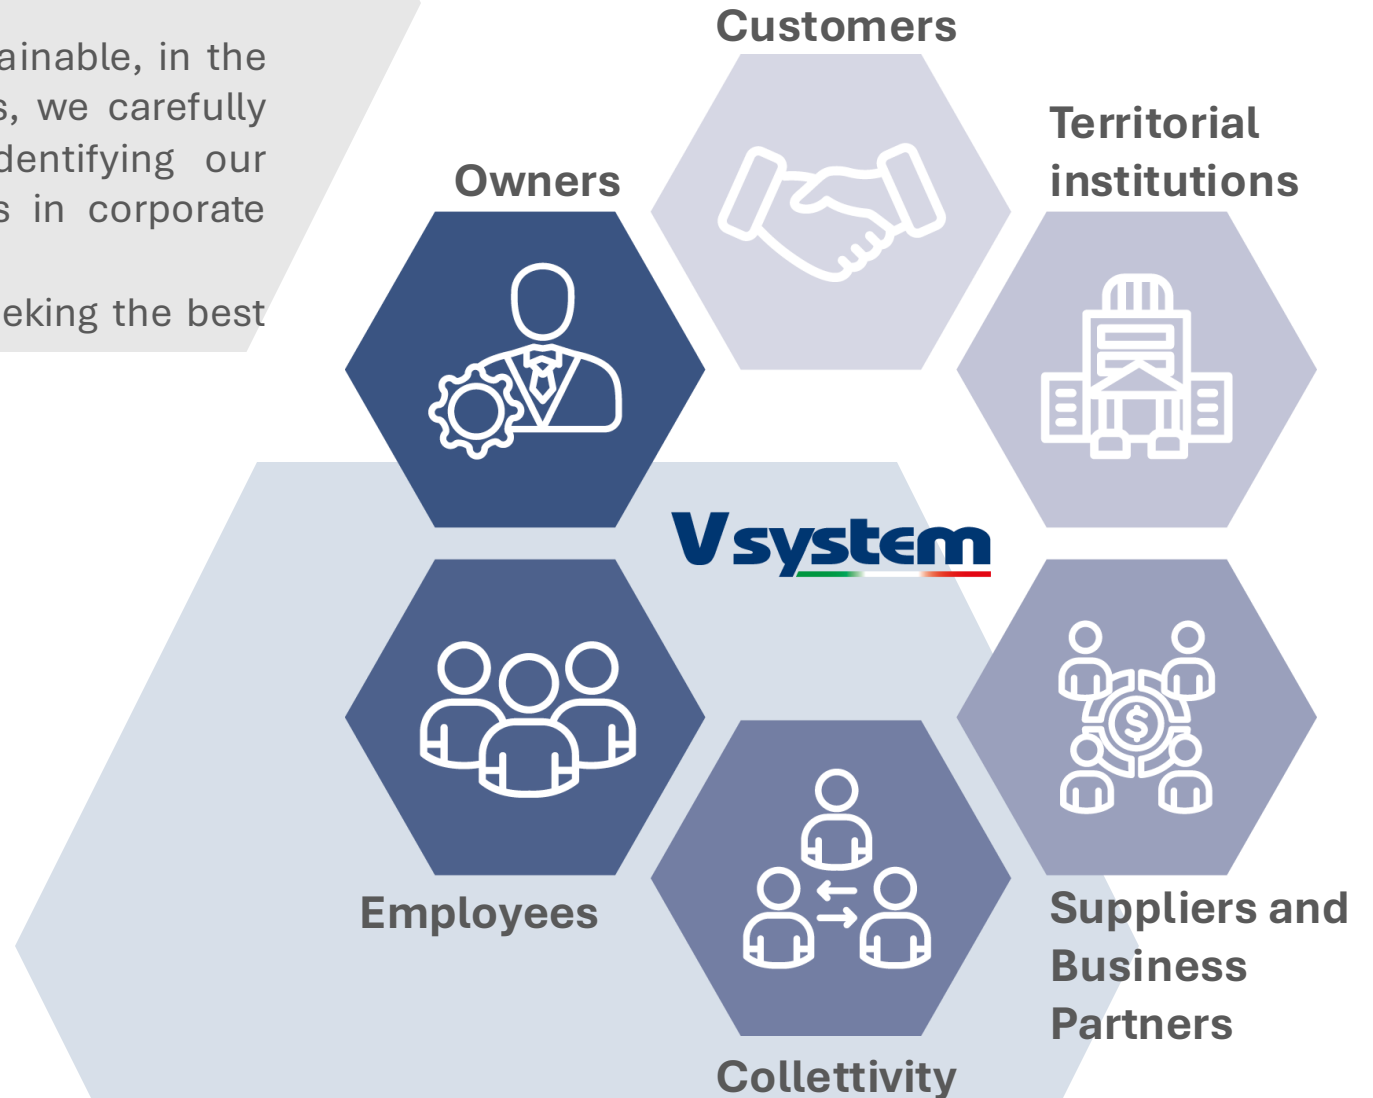 ainable, in the
s, we carefully
dentifying our
s in corporate
eking the best
Customers
Territorial
institutions
Owners
Vsystem
$
Employees
Suppliers and
Business
Partners
Collettivity